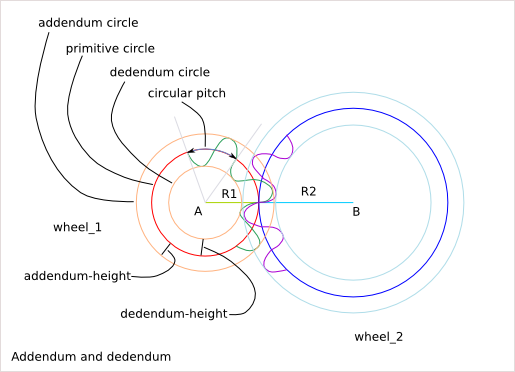 addendum circle
primitive circle
dedendum circle
circular pitch
R1
R2
A
B
wheel_1
addendum-height
dedendum-height
wheel_2
Addendum and dedendum